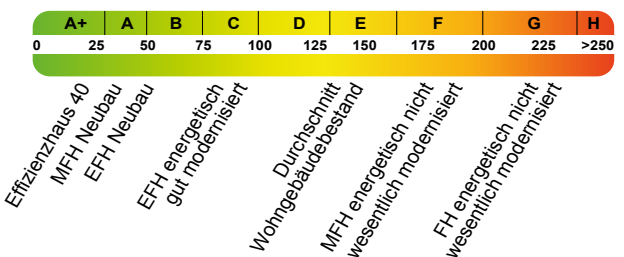 A+ A B C D E F G H
0 25 50 75 100 125 150 175 200 225 >250
Effizienzhaus 40
MFH Neubau
EFH Neubau
EFH energetisch
gut modernisiert
Durchschnitt
Wohngebäudebestand
MFH energetisch nicht
wesentlich modernisiert
FH energetisch nicht
wesentlich modernisiert